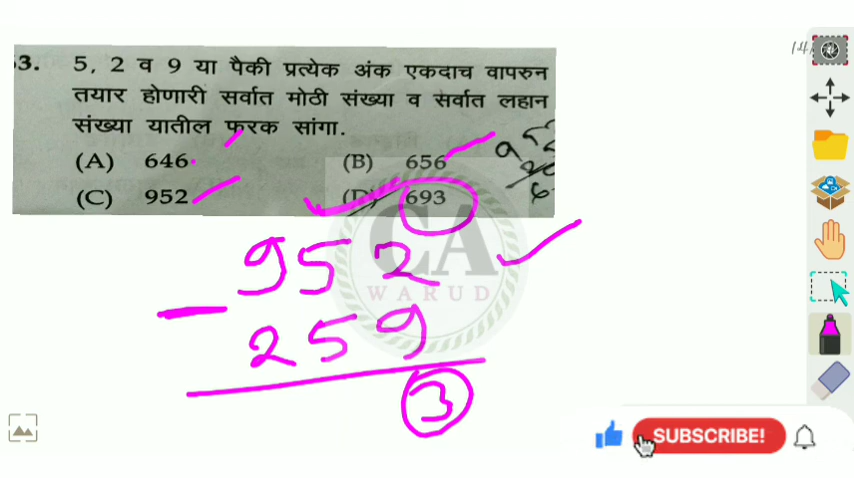 3. 5, 2 व 9 या पैकी प्रत्येक अंक एकदाच वापरुन
तयार होणारी सर्वात मोठी संख्या व सर्वात लहान
संख्या यातील फरक सांगा.
(A) 646 (B) 656
(C) 952 (D) 693
952
- 259
3
CA
WARUD
SUBSCRIBE!